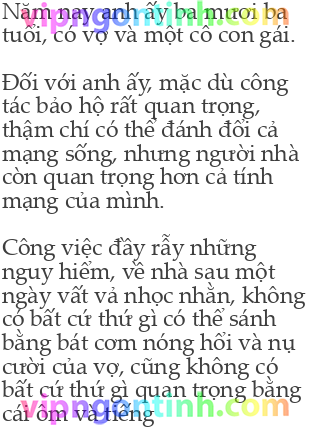 Năm nay anh ấy ba mươi ba
tuổi, có vợ và một cô con gái.
Đối với anh ấy, mặc dù công
tác bảo hộ rất quan trọng,
thậm chí có thể đánh đổi cả
mạng sống, nhưng người nhà
còn quan trọng hơn cả tính
mạng của mình.
Công việc đầy rẫy những
nguy hiểm, về nhà sau một
ngày vất vả nhọc nhằn, không
có bất cứ thứ gì có thể sánh
bằng bát cơm nóng hổi và nụ
cười của vợ, cũng không có
bất cứ thứ gì quan trọng bằng
cái ôm và tiếng
vipngontinh.com
vipngontinh.com